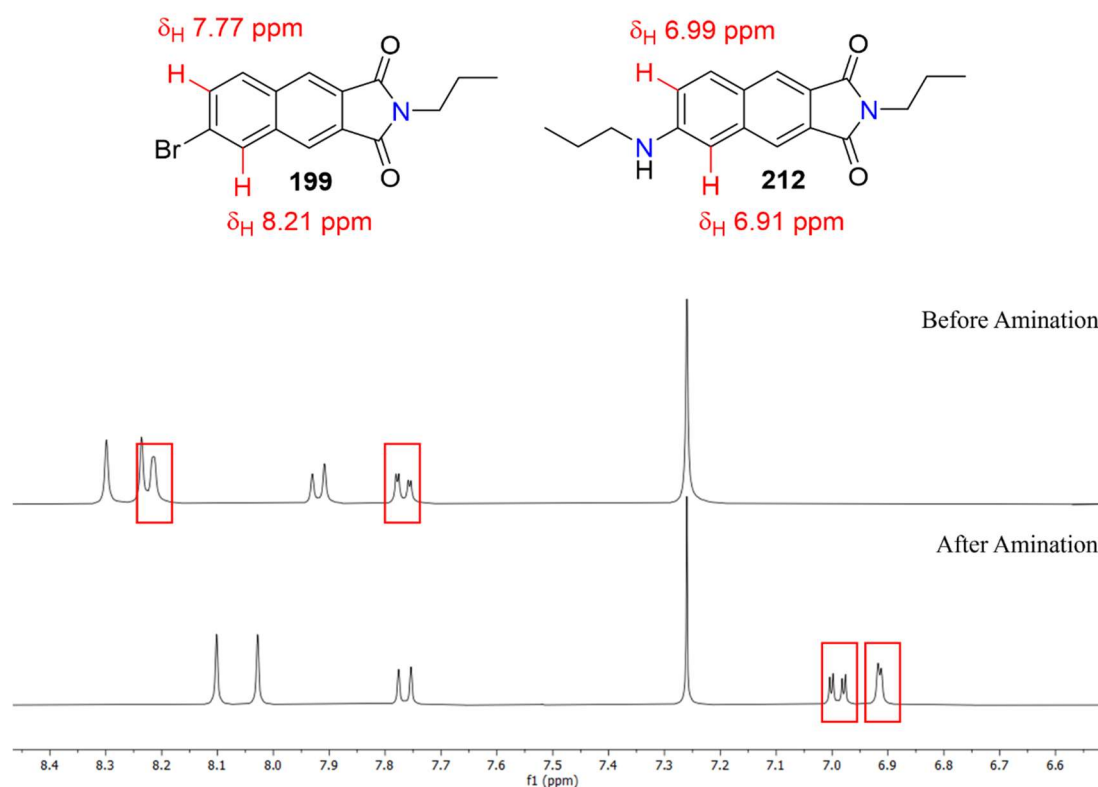 δH 7.77 ppm
δH 6.99 ppm
H
O
N
Br
H
O
199
δH 8.21 ppm
H
O
N
N
H
H
O
212
δH 6.91 ppm
Before Amination
After Amination
8.4 8.3 8.2 8.1 8.0 7.9 7.8 7.7 7.6 7.5 7.4 7.3 7.2 7.1 7.0 6.9 6.8 6.7 6.6
f1 (ppm)